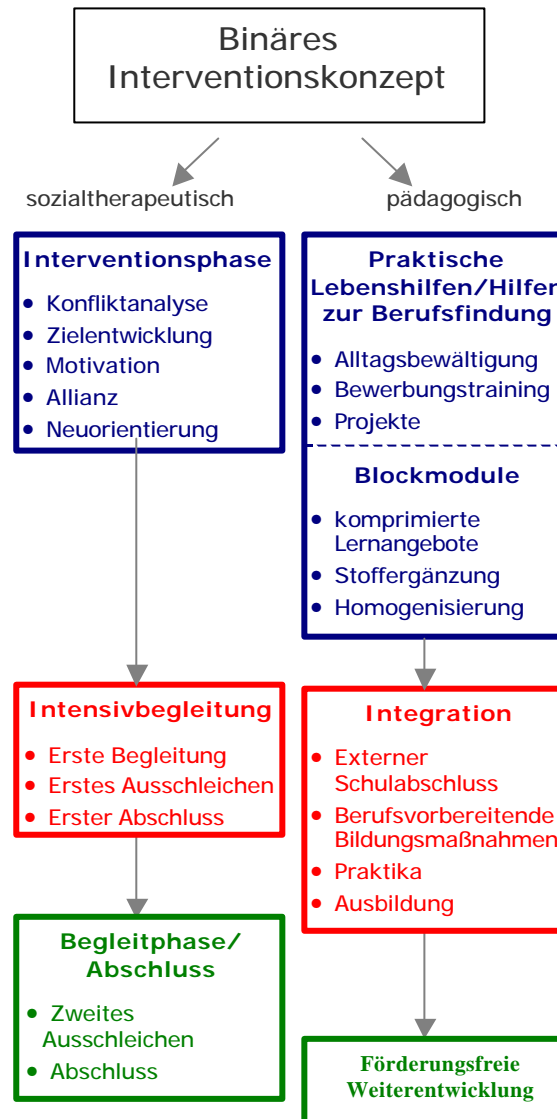 Binäres
Interventionskonzept
sozialtherapeutisch
pädagogisch
Interventionsphase
• Konfliktanalyse
• Zielentwicklung
• Motivation
• Allianz
• Neuorientierung
Praktische
Lebenshilfen/Hilfen
zur Berufsfindung
• Alltagsbewältigung
• Bewerbungstraining
• Projekte
Blockmodule
• komprimierte
Lernangebote
• Stoffergänzung
• Homogenisierung
Intensivbegleitung
• Erste Begleitung
• Erstes Ausschleichen
• Erster Abschluss
Integration
• Externer
Schulabschluss
• Berufsvorbereitende
Bildungsmaßnahmen
• Praktika
• Ausbildung
Begleitphase/
Abschluss
• Zweites
Ausschleichen
• Abschluss
Förderungsfreie
Weiterentwicklung